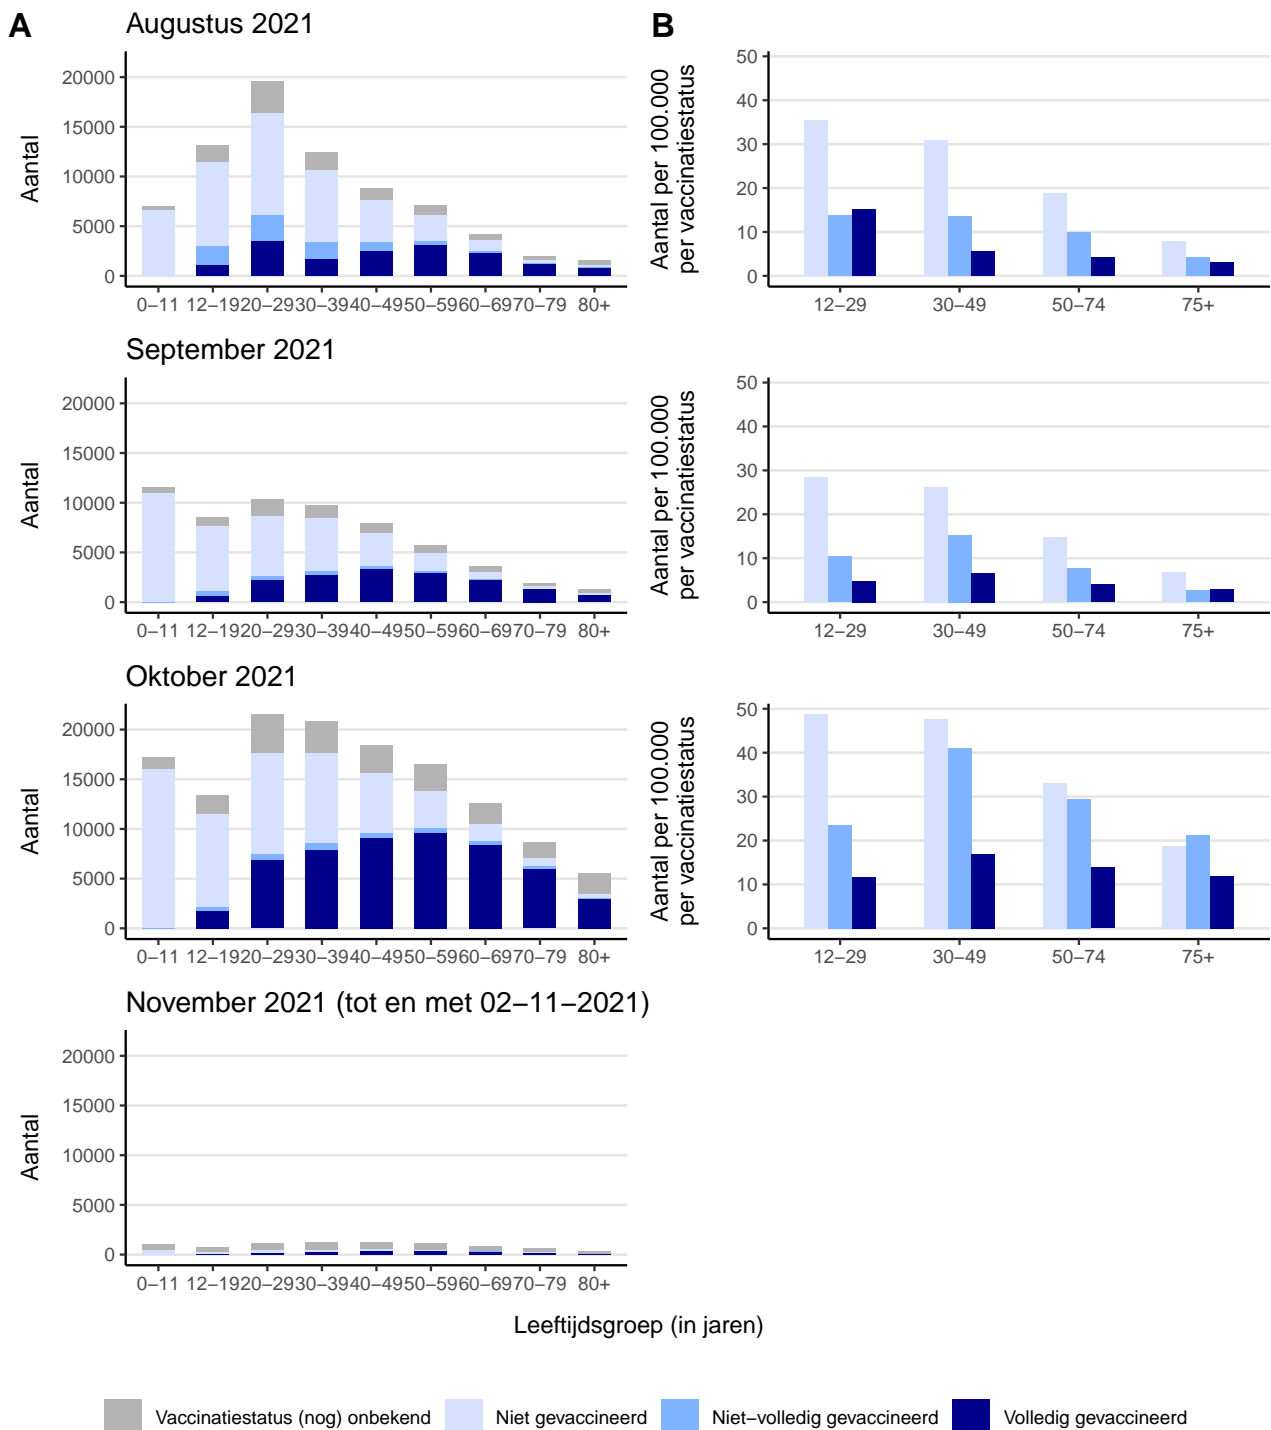 A
Augustus 2021
Aantal
20000
15000
10000
5000
0
0–11 12–19 20–29 30–39 40–49 50–59 60–69 70–79 80+
B
Aantal per 100.000
per vaccinatiestatus
50
40
30
20
10
0
12–29 30–49 50–74 75+
September 2021
Aantal
20000
15000
10000
5000
0
0–11 12–19 20–29 30–39 40–49 50–59 60–69 70–79 80+
Aantal per 100.000
per vaccinatiestatus
50
40
30
20
10
0
12–29 30–49 50–74 75+
Oktober 2021
Aantal
20000
15000
10000
5000
0
0–11 12–19 20–29 30–39 40–49 50–59 60–69 70–79 80+
Aantal per 100.000
per vaccinatiestatus
50
40
30
20
10
0
12–29 30–49 50–74 75+
November 2021 (tot en met 02–11–2021)
Aantal
20000
15000
10000
5000
0
0–11 12–19 20–29 30–39 40–49 50–59 60–69 70–79 80+
Leeftijdsgroep (in jaren)
Vaccinatiestatus (nog) onbekend Niet gevaccineerd Niet–volledig gevaccineerd Volledig gevaccineerd